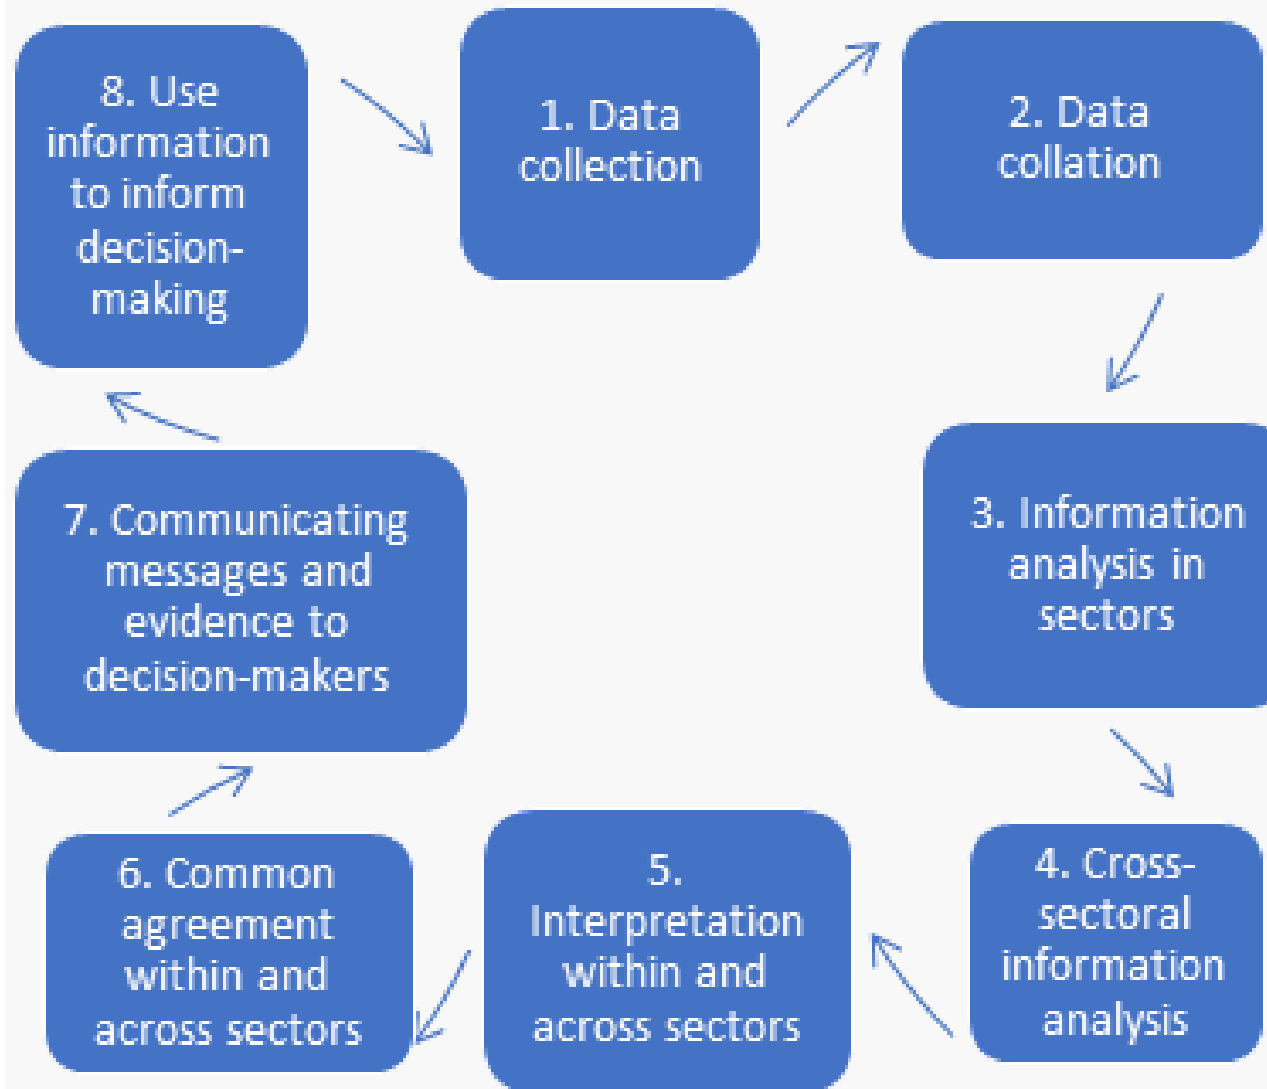 1. Data
collection
2. Data
collation
3. Information
analysis in
sectors
4. Cross-
sectoral
information
analysis
5.
Interpretation
within and
across sectors
6. Common
agreement
within and
across sectors
7. Communicating
messages and
evidence to
decision-makers
8. Use
information
to inform
decision-
making